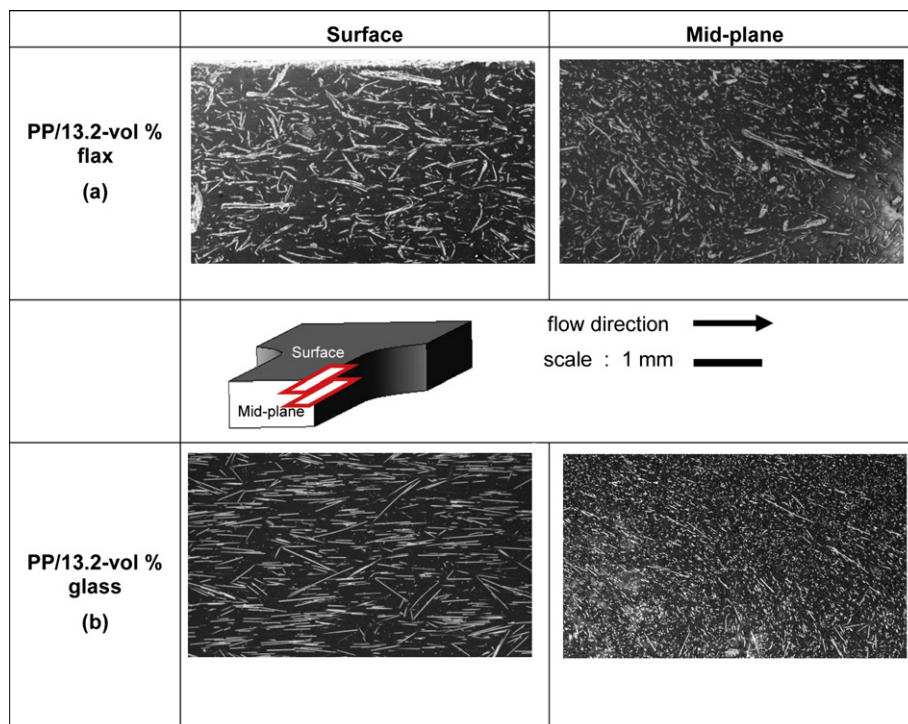 Surface
Mid-plane
PP/13.2-vol %
flax
(a)
Surface
Mid-plane
flow direction
scale : 1 mm
PP/13.2-vol %
glass
(b)